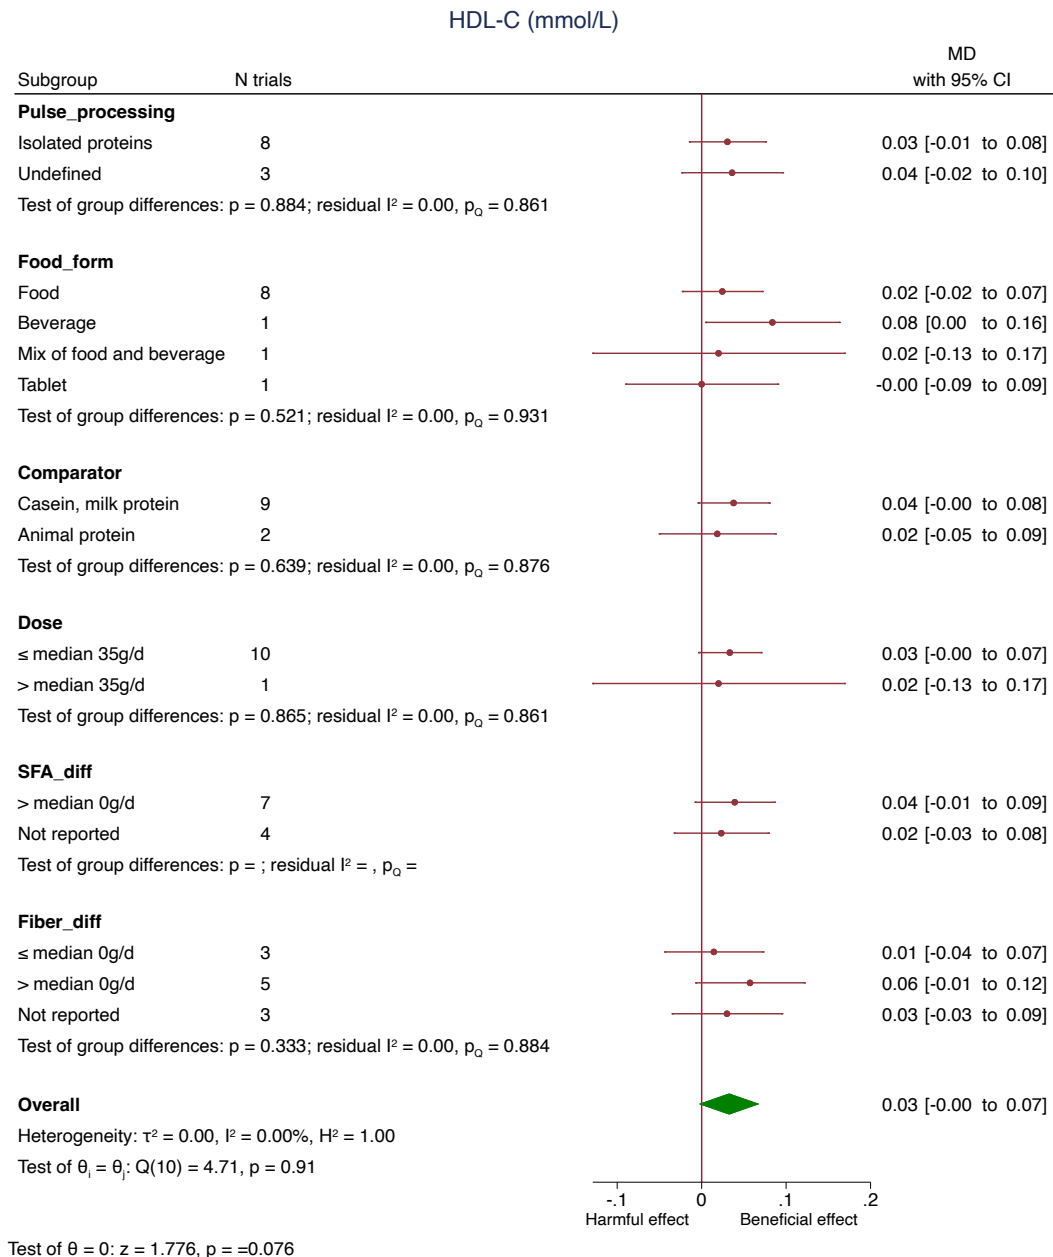 HDL-C (mmol/L)
MD
Subgroup N trials with 95% CI
Pulse_processing
Isolated proteins 8 0.03 [-0.01 to 0.08]
Undefined 3 0.04 [-0.02 to 0.10]
Test of group differences: p = 0.884; residual I² = 0.00, pQ = 0.861
Food_form
Food 8 0.02 [-0.02 to 0.07]
Beverage 1 0.08 [0.00 to 0.16]
Mix of food and beverage 1 0.02 [-0.13 to 0.17]
Tablet 1 -0.00 [-0.09 to 0.09]
Test of group differences: p = 0.521; residual I² = 0.00, pQ = 0.931
Comparator
Casein, milk protein 9 0.04 [-0.00 to 0.08]
Animal protein 2 0.02 [-0.05 to 0.09]
Test of group differences: p = 0.639; residual I² = 0.00, pQ = 0.876
Dose
≤ median 35g/d 10 0.03 [-0.00 to 0.07]
> median 35g/d 1 0.02 [-0.13 to 0.17]
Test of group differences: p = 0.865; residual I² = 0.00, pQ = 0.861
SFA_diff
> median 0g/d 7 0.04 [-0.01 to 0.09]
Not reported 4 0.02 [-0.03 to 0.08]
Test of group differences: p = ; residual I² = , pQ =
Fiber_diff
≤ median 0g/d 3 0.01 [-0.04 to 0.07]
> median 0g/d 5 0.06 [-0.01 to 0.12]
Not reported 3 0.03 [-0.03 to 0.09]
Test of group differences: p = 0.333; residual I² = 0.00, pQ = 0.884
Overall 0.03 [-0.00 to 0.07]
Heterogeneity: τ² = 0.00, I² = 0.00%, H² = 1.00
Test of θi = θj: Q(10) = 4.71, p = 0.91
-.1 0 .1 .2
Harmful effect Beneficial effect
Test of θ = 0: z = 1.776, p = =0.076